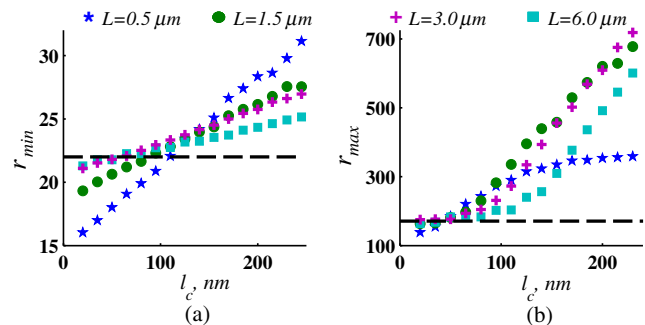 L=0.5 μm L=1.5 μm L=3.0 μm L=6.0 μm
30
25
20
15
r_min
0 100 200
l_c, nm
(a)
700
500
300
100
r_max
0 100 200
l_c, nm
(b)